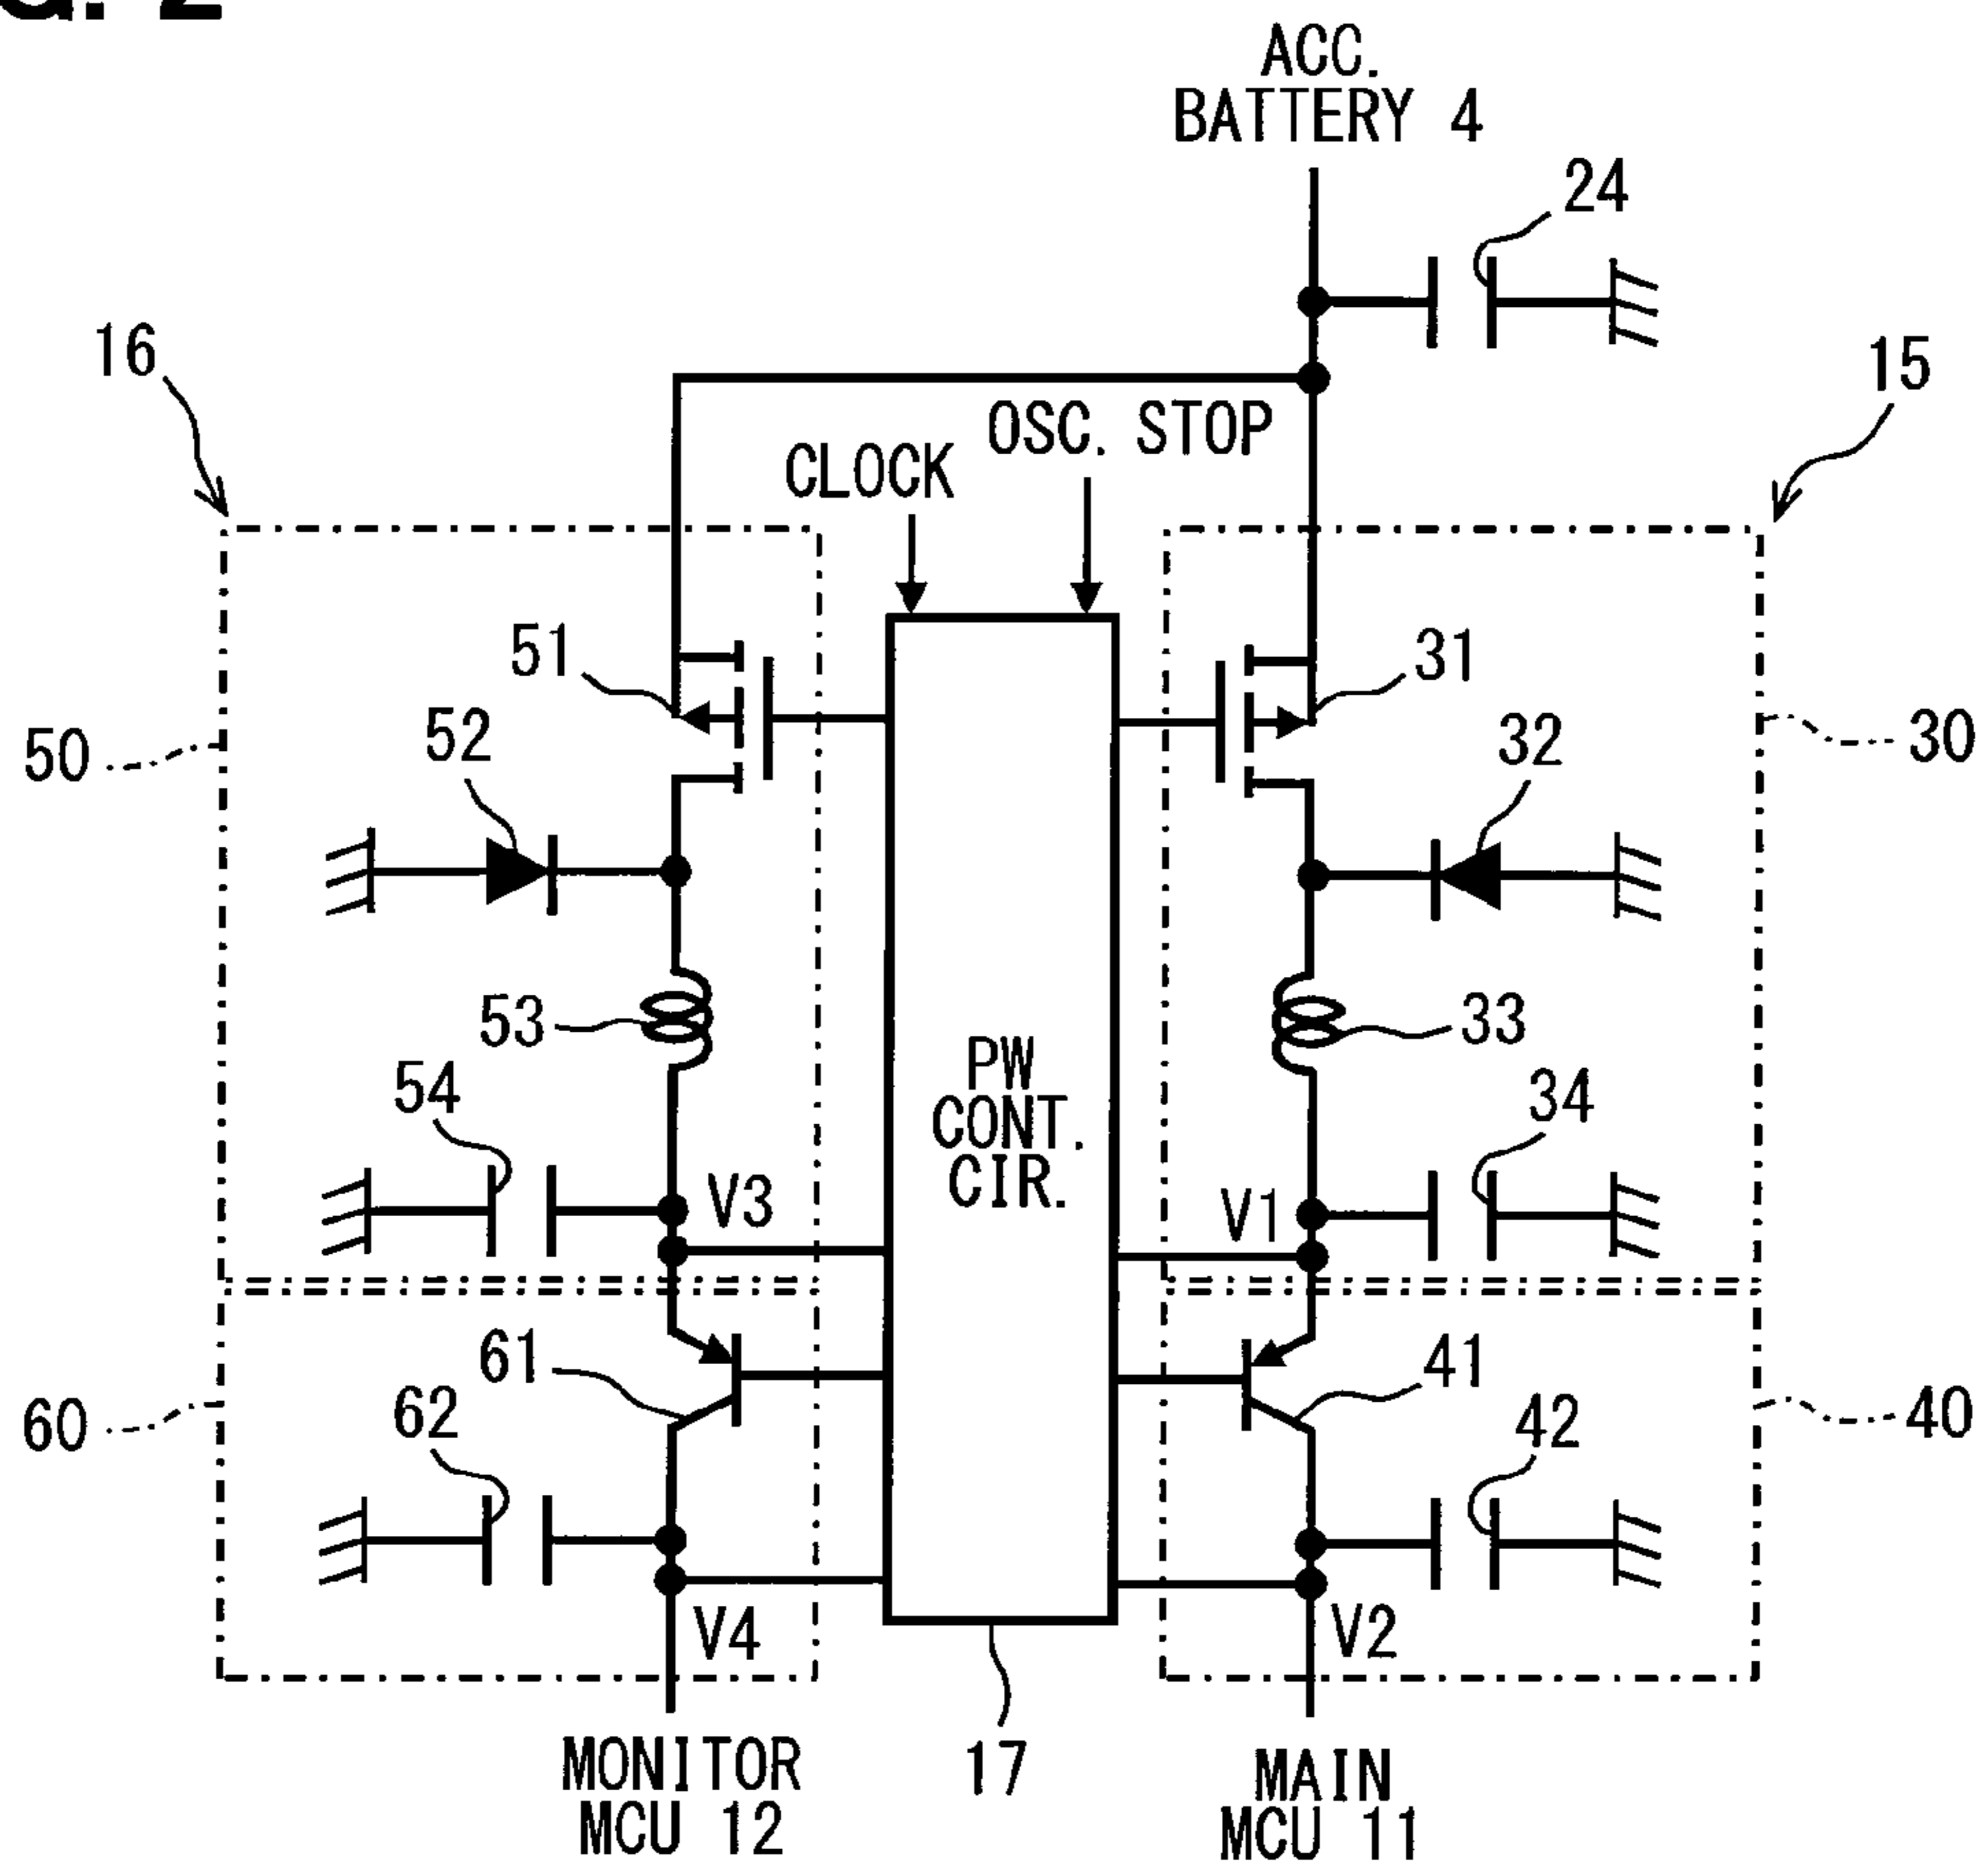 G. 2
ACC.
BATTERY 4
24
16
15
OSC. STOP
CLOCK
51
31
50
52
32
30
53
33
PW
CONT.
CIR.
54
34
V3
V1
61
41
60
62
42
40
V4
V2
17
MONITOR
MCU 12
MAIN
MCU 11